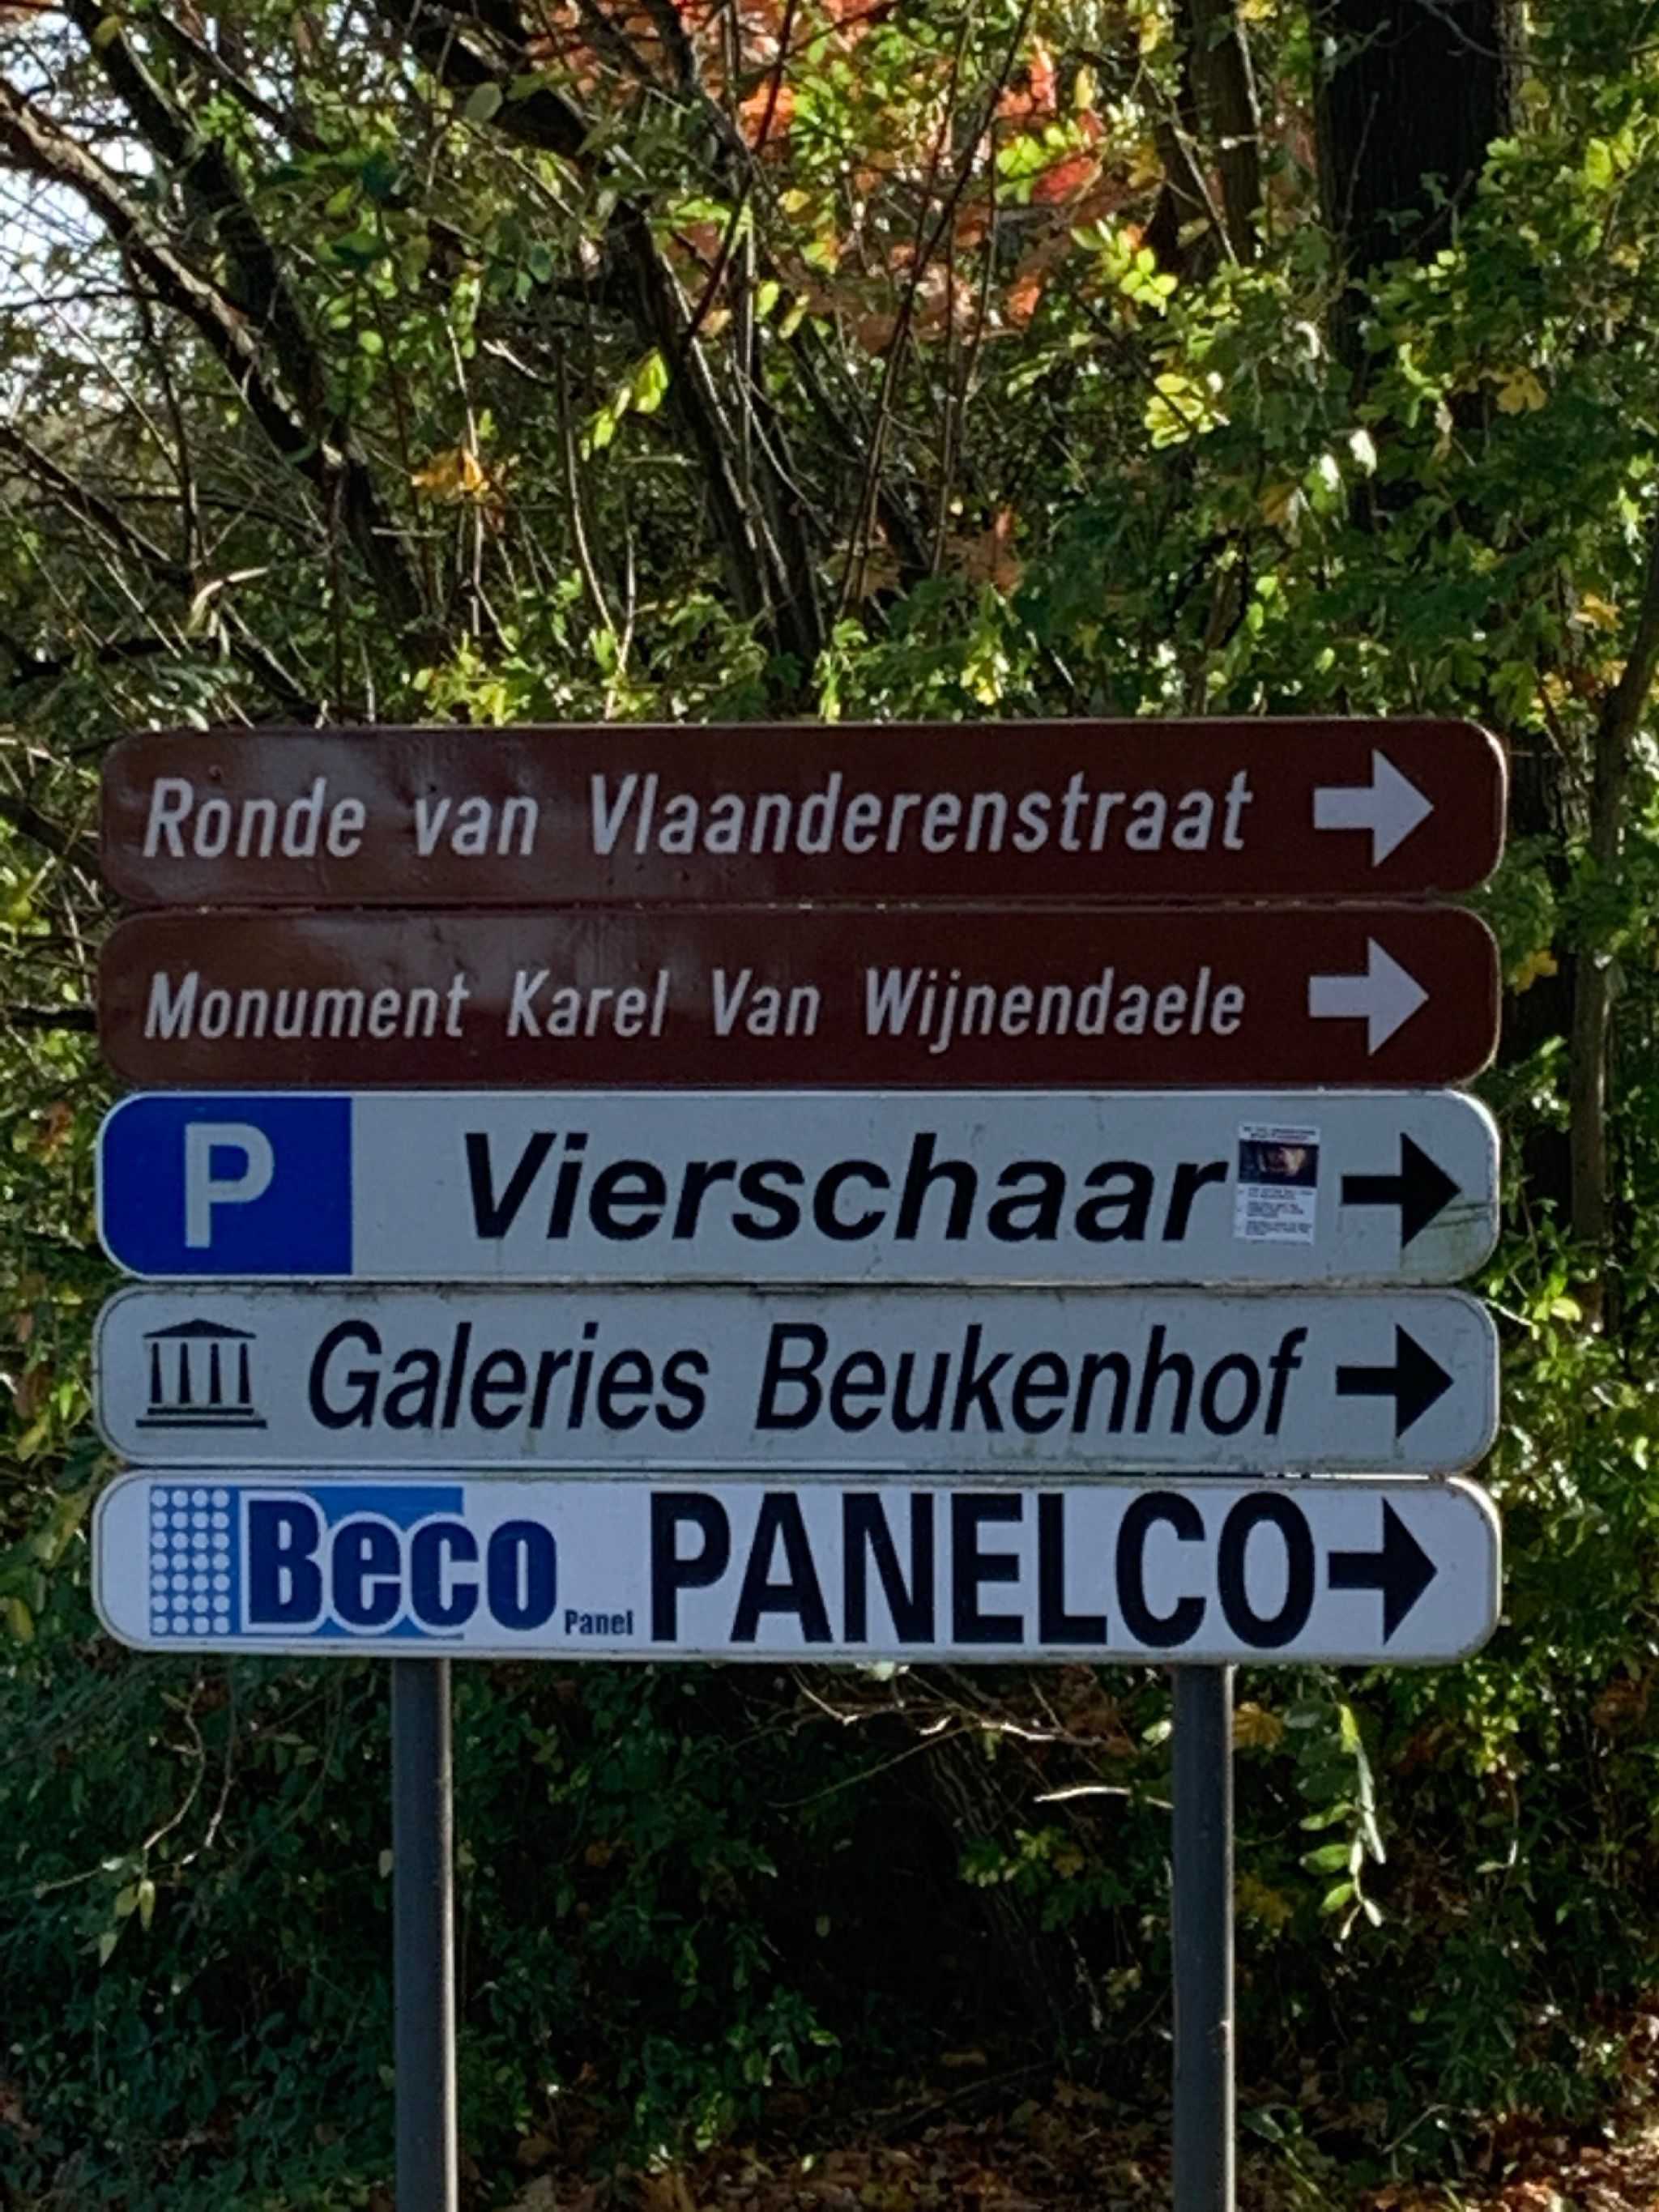 Ronde van Vlaanderenstraat
Monument Karel Van Wijnendaele
P Vierschaar
Galeries Beukenhof
Beco Panel PANELCO